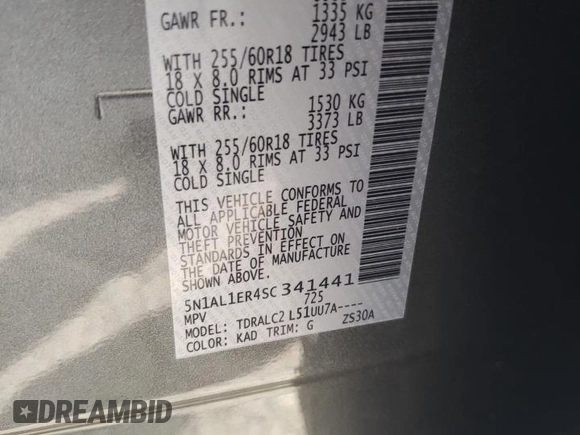 GAWR FR.: 1335 KG
2943 LB
WITH 255/60R18 TIRES
18 X 8.0 RIMS AT 33 PSI
COLD SINGLE
GAWR RR.: 1530 KG
3373 LB
WITH 255/60R18 TIRES
18 X 8.0 RIMS AT 33 PSI
COLD SINGLE
THIS VEHICLE CONFORMS TO
ALL APPLICABLE FEDERAL
MOTOR VEHICLE SAFETY AND
THEFT PREVENTION
STANDARDS IN EFFECT ON
THE DATE OF MANUFACTURE
SHOWN ABOVE.
5N1AL1ER4SC341441
MPV 725
MODEL: TDRALC2 L51UU7A----
COLOR: KAD TRIM: G ZS30A
DREAMBID